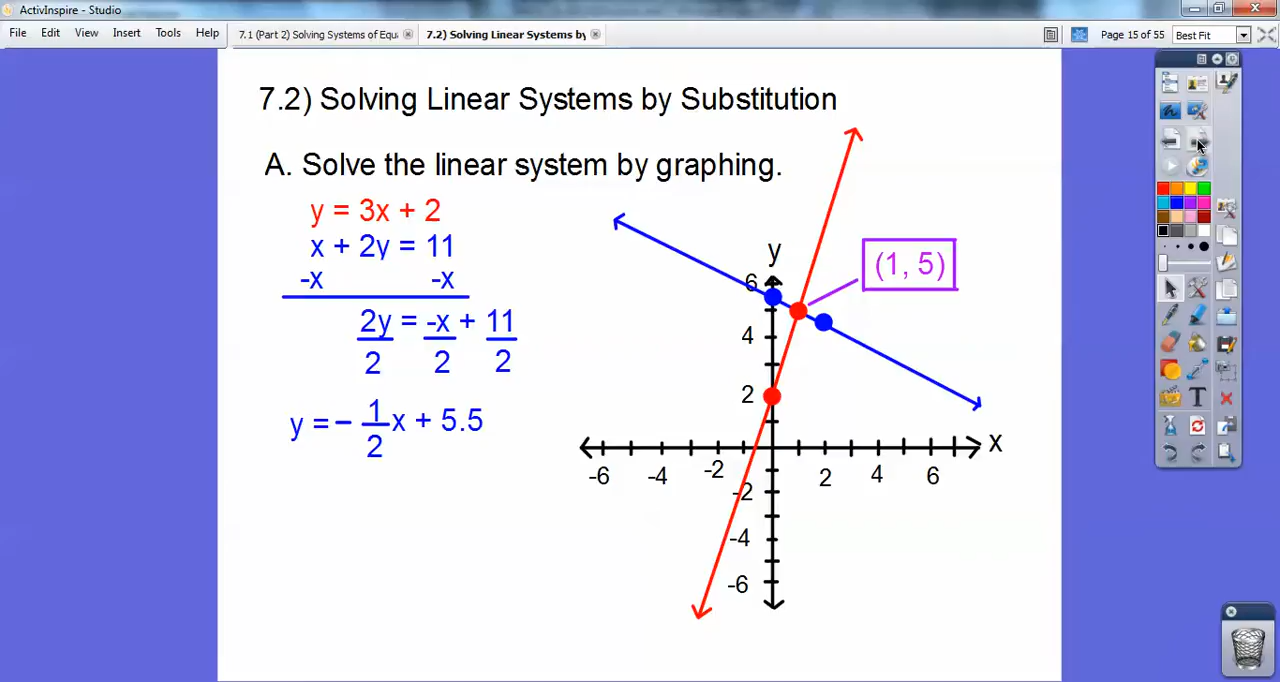 ActivInspire - Studio
File Edit View Insert Tools Help
7.1 (Part 2) Solving Systems of Equ
7.2) Solving Linear Systems by
Page 15 of 55
Best Fit
7.2) Solving Linear Systems by Substitution
A. Solve the linear system by graphing.
y = 3x + 2
x + 2y = 11
-x -x
2y = -x + 11
2 2 2
y = - 1 x + 5.5
2
(1, 5)
y
6
4
2
x
-6 -4 -2 2 4 6
-2
-4
-6